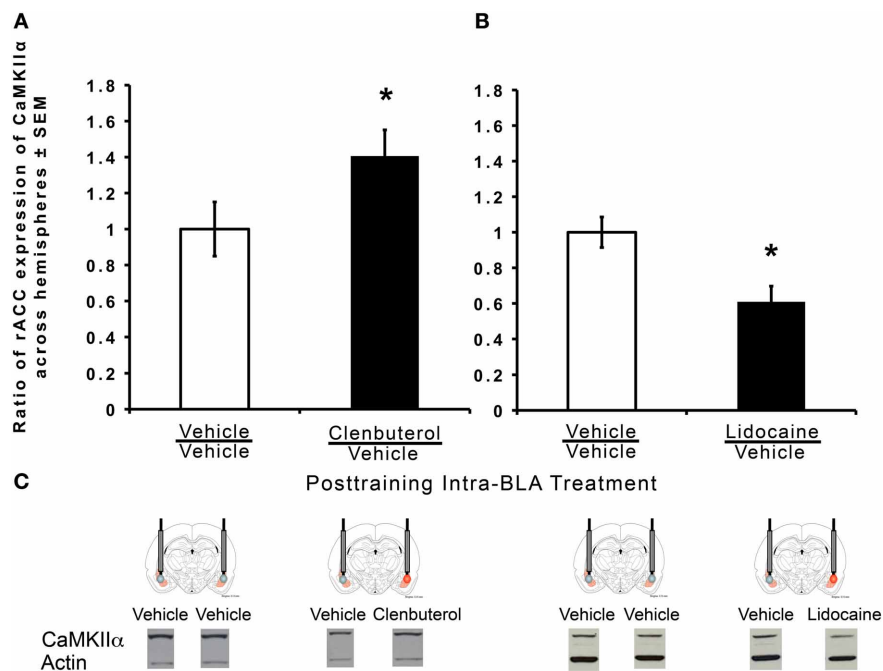 A
B
Ratio of rACC expression of CaMKIIα
across hemispheres ± SEM
1.8
1.6
1.4
1.2
1
0.8
0.6
0.4
0.2
0
*
Vehicle
Vehicle
Clenbuterol
Vehicle
1.8
1.6
1.4
1.2
1
0.8
0.6
0.4
0.2
0
*
Vehicle
Vehicle
Lidocaine
Vehicle
C
Posttraining Intra-BLA Treatment
Vehicle Vehicle
Vehicle Clenbuterol
Vehicle Vehicle
Vehicle Lidocaine
CaMKIIα
Actin